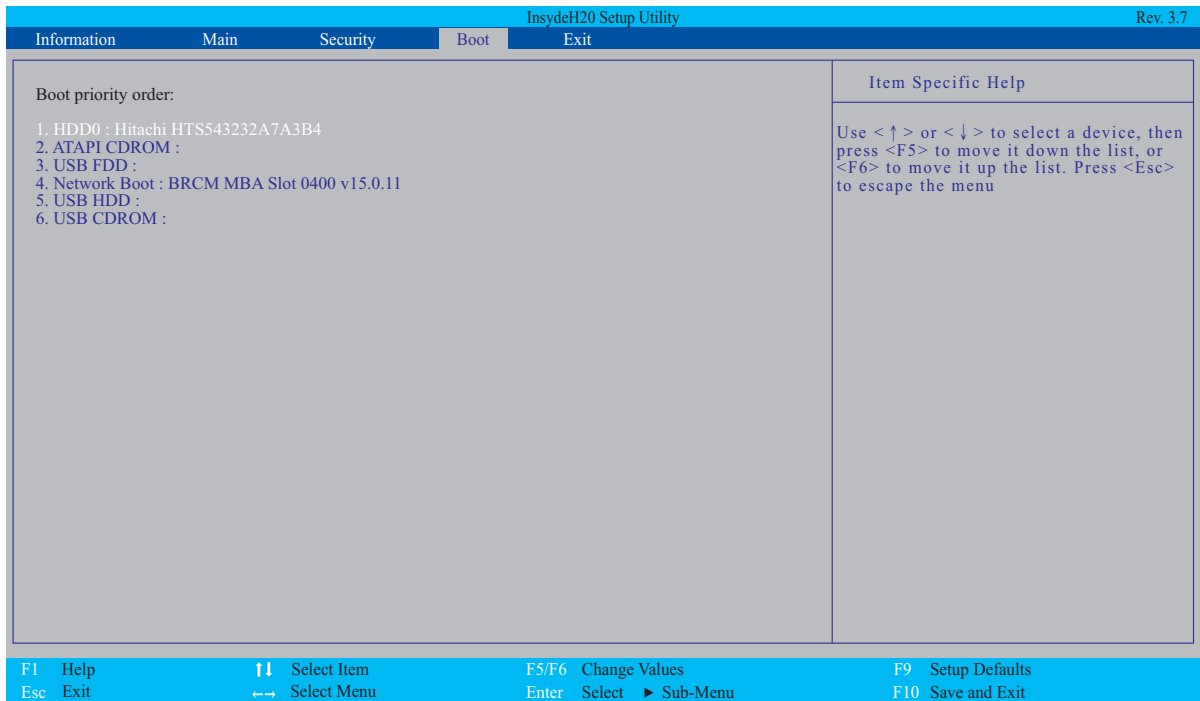 InsydeH20 Setup Utility Rev. 3.7
Information Main Security Boot Exit
Boot priority order:
1. HDD0 : Hitachi HTS543232A7A3B4
2. ATAPI CDROM :
3. USB FDD :
4. Network Boot : BRCM MBA Slot 0400 v15.0.11
5. USB HDD :
6. USB CDROM :
Item Specific Help
Use <↑> or <↓> to select a device, then
press <F5> to move it down the list, or
<F6> to move it up the list. Press <Esc>
to escape the menu
F1 Help ↑↓ Select Item F5/F6 Change Values F9 Setup Defaults
Esc Exit ←→ Select Menu Enter Select ▶ Sub-Menu F10 Save and Exit